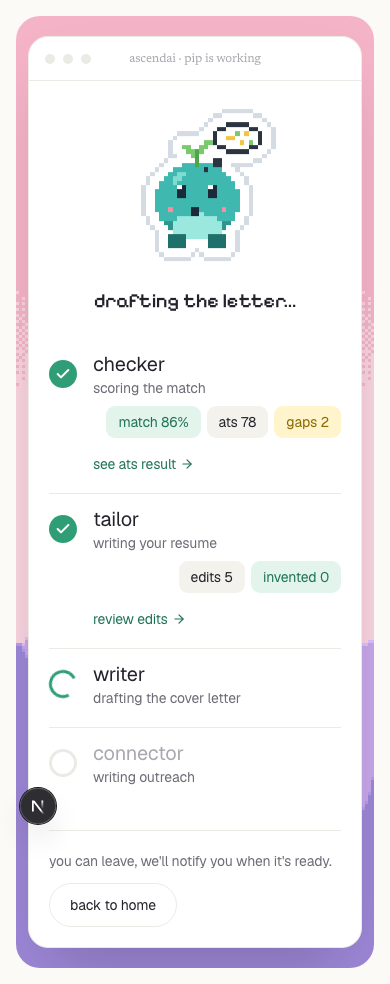 ascendai · pip is working
drafting the letter...
checker
scoring the match
match 86% ats 78 gaps 2
see ats result →
tailor
writing your resume
edits 5 invented 0
review edits →
writer
drafting the cover letter
connector
writing outreach
N
you can leave, we'll notify you when it's ready.
back to home